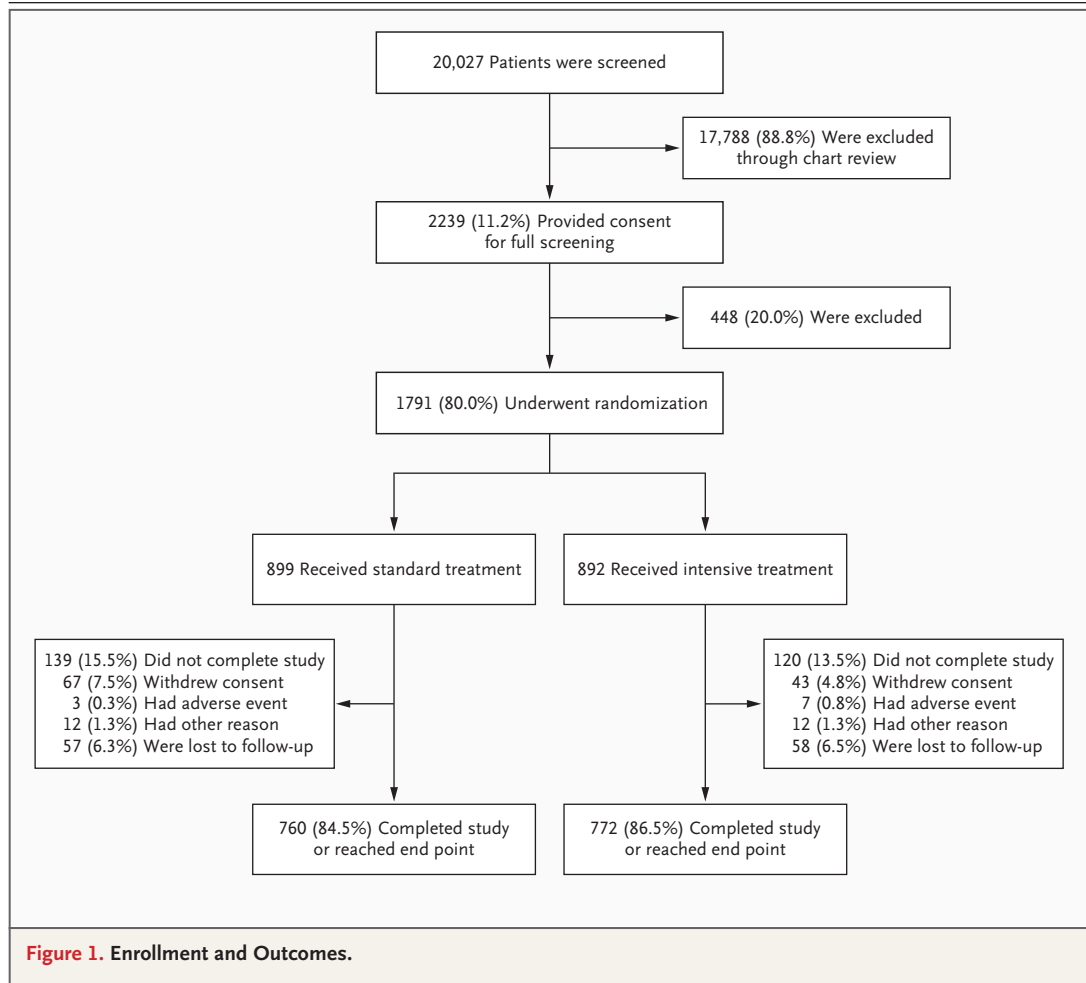 20,027 Patients were screened
17,788 (88.8%) Were excluded
through chart review
2239 (11.2%) Provided consent
for full screening
448 (20.0%) Were excluded
1791 (80.0%) Underwent randomization
899 Received standard treatment
892 Received intensive treatment
139 (15.5%) Did not complete study
67 (7.5%) Withdrew consent
3 (0.3%) Had adverse event
12 (1.3%) Had other reason
57 (6.3%) Were lost to follow-up
120 (13.5%) Did not complete study
43 (4.8%) Withdrew consent
7 (0.8%) Had adverse event
12 (1.3%) Had other reason
58 (6.5%) Were lost to follow-up
760 (84.5%) Completed study
or reached end point
772 (86.5%) Completed study
or reached end point
Figure 1. Enrollment and Outcomes.